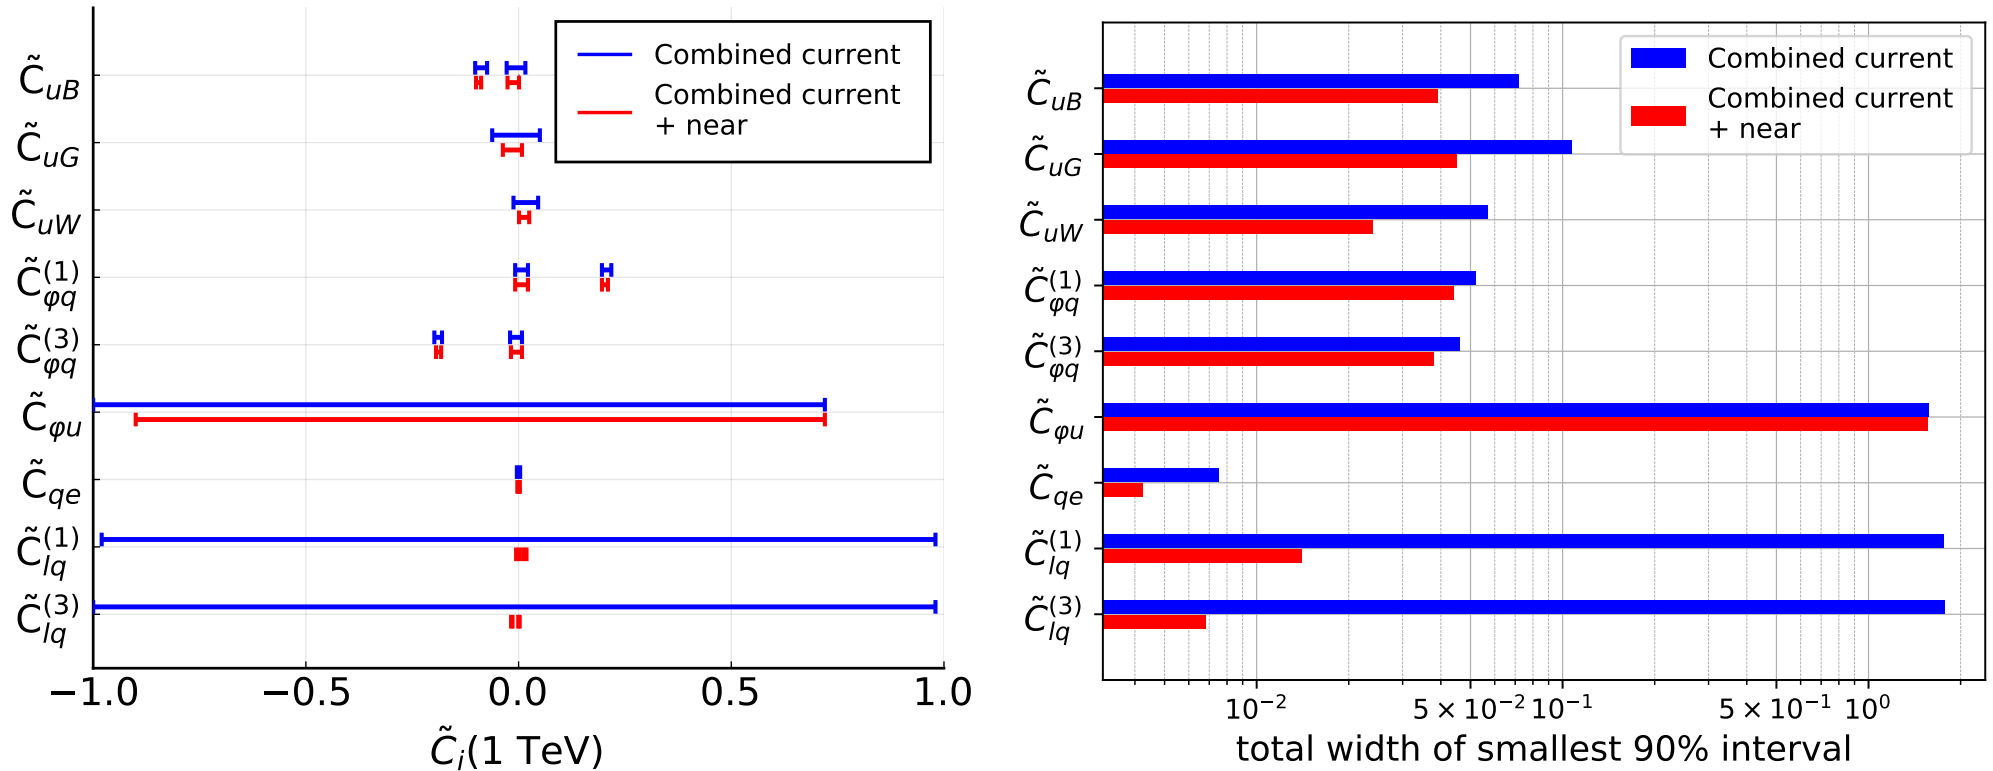 Combined current
Combined current
+ near
C̃uB
C̃uG
C̃uW
C̃φq(1)
C̃φq(3)
C̃φu
C̃qe
C̃lq(1)
C̃lq(3)
−1.0 −0.5 0.0 0.5 1.0
C̃i(1 TeV)
Combined current
Combined current
+ near
C̃uB
C̃uG
C̃uW
C̃φq(1)
C̃φq(3)
C̃φu
C̃qe
C̃lq(1)
C̃lq(3)
10⁻² 5 × 10⁻² 10⁻¹ 5 × 10⁻¹ 10⁰
total width of smallest 90% interval